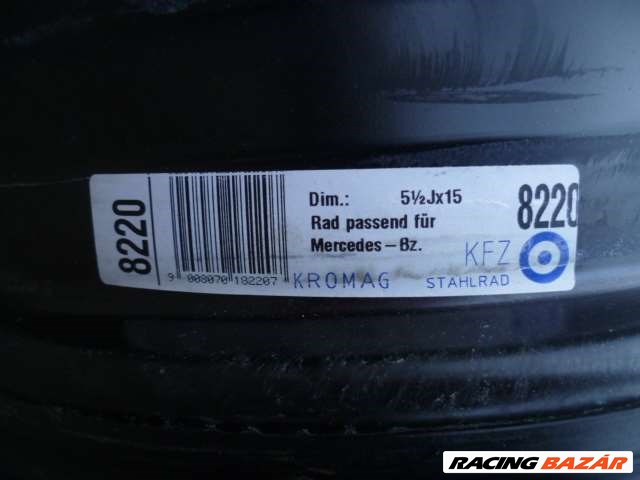 8220
9 008070 182207
Dim.: 5½Jx15
Rad passend für
Mercedes-Bz.
KROMAG
8220
KFZ
STAHLRAD
RACING BAZÁR